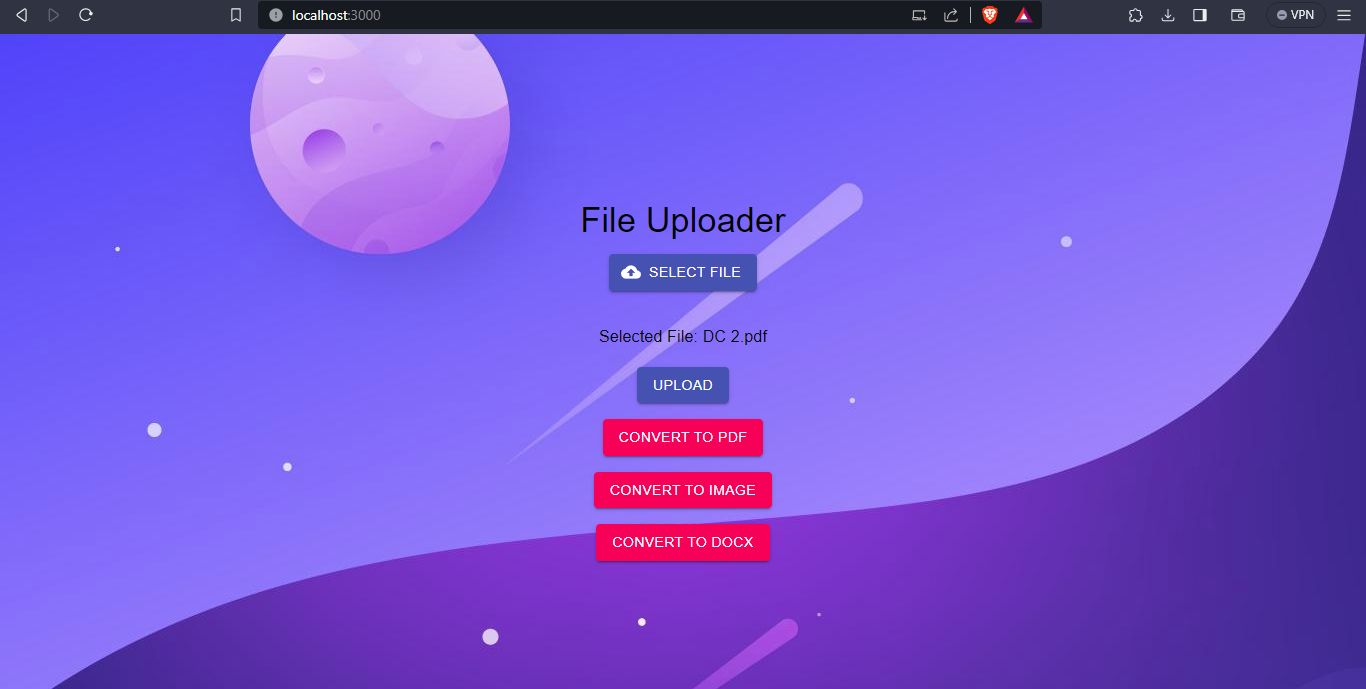 localhost:3000
VPN
File Uploader
SELECT FILE
Selected File: DC 2.pdf
UPLOAD
CONVERT TO PDF
CONVERT TO IMAGE
CONVERT TO DOCX